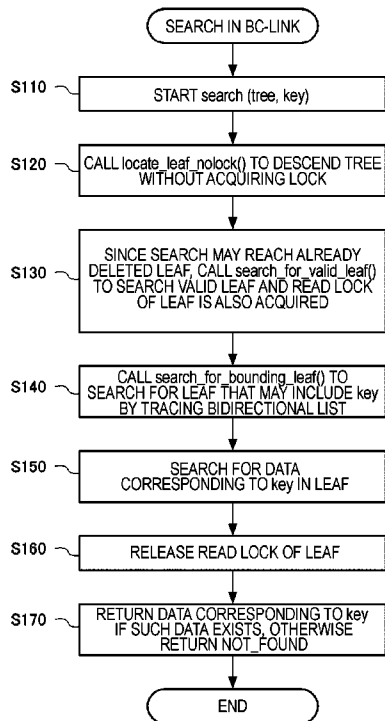 SEARCH IN BC-LINK
S110
START search (tree, key)
S120
CALL locate_leaf_nolock() TO DESCEND TREE
WITHOUT ACQUIRING LOCK
S130
SINCE SEARCH MAY REACH ALREADY
DELETED LEAF, CALL search_for_valid_leaf()
TO SEARCH VALID LEAF AND READ LOCK
OF LEAF IS ALSO ACQUIRED
S140
CALL search_for_bounding_leaf() TO
SEARCH FOR LEAF THAT MAY INCLUDE key
BY TRACING BIDIRECTIONAL LIST
S150
SEARCH FOR DATA
CORRESPONDING TO key IN LEAF
S160
RELEASE READ LOCK OF LEAF
S170
RETURN DATA CORRESPONDING TO key
IF SUCH DATA EXISTS, OTHERWISE
RETURN NOT_FOUND
END